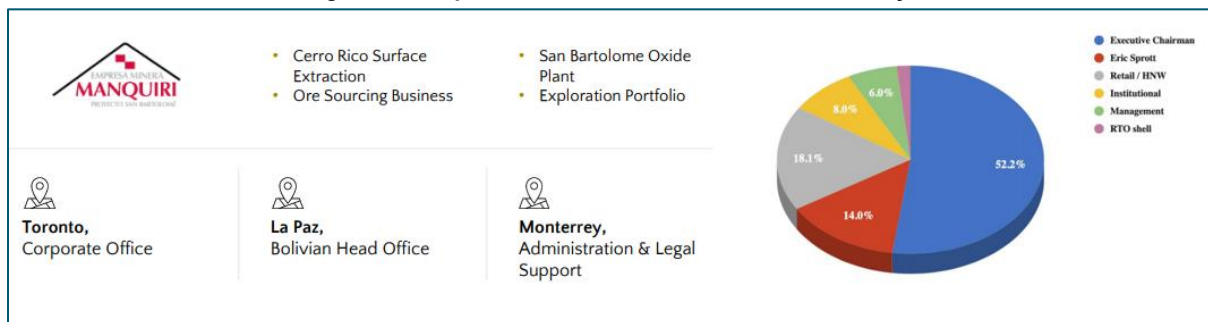 EMPRESA MINERA
MANQUIRI
PROYECTO SAN BARTOLOMÉ
• Cerro Rico Surface
Extraction
• Ore Sourcing Business
• San Bartolome Oxide
Plant
• Exploration Portfolio
Toronto,
Corporate Office
La Paz,
Bolivian Head Office
Monterrey,
Administration & Legal
Support
52.2%
14.0%
18.1%
8.0%
6.0%
Executive Chairman
Eric Sprott
Retail / HNW
Institutional
Management
RTO shell